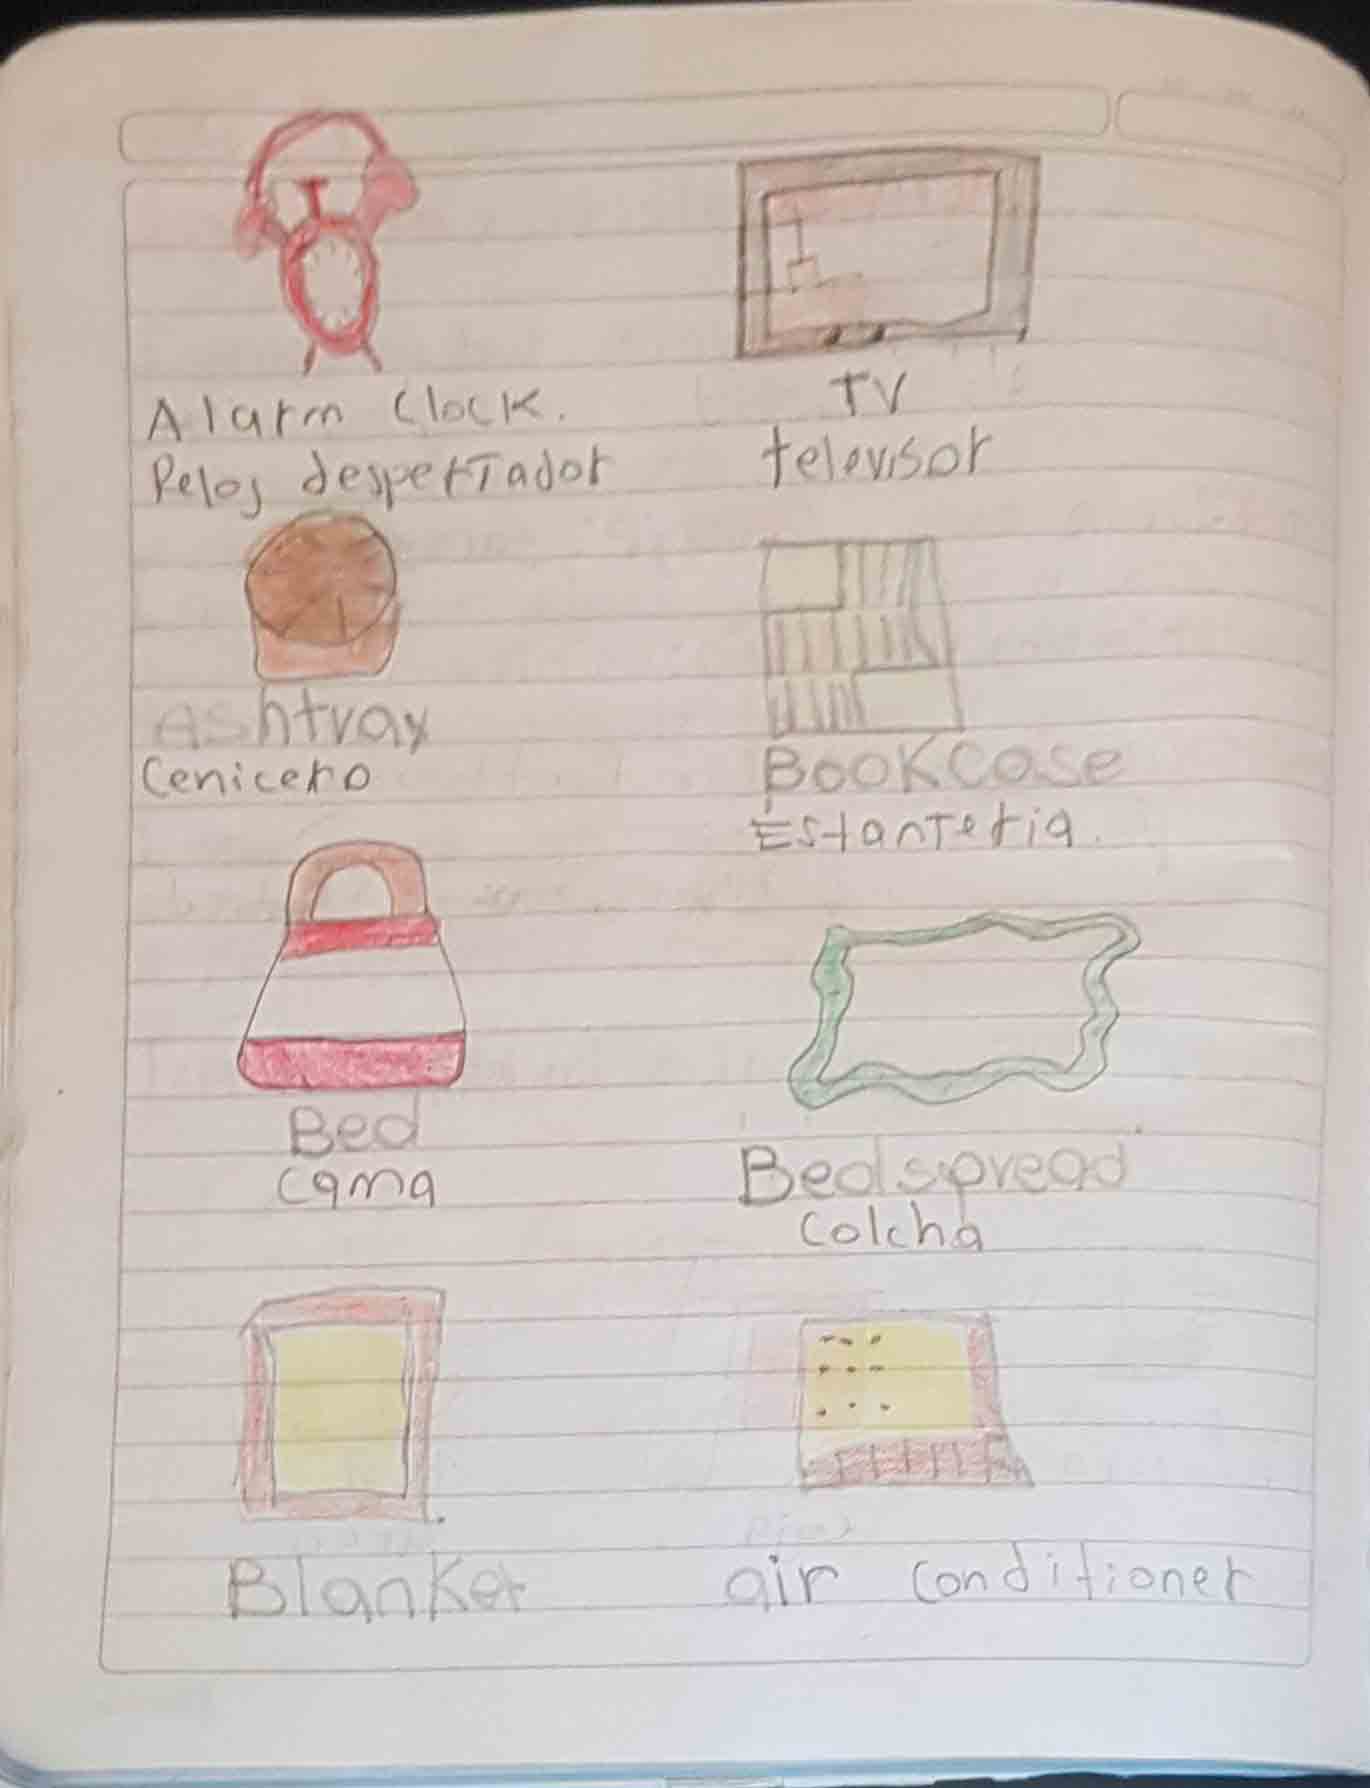 Alarm Clock.
Reloj despertador
TV
televisor
Ashtray
Cenicero
BookCase
Estanteria.
Bed
cama
Bedspread
Colcha
Blanket
air conditioner